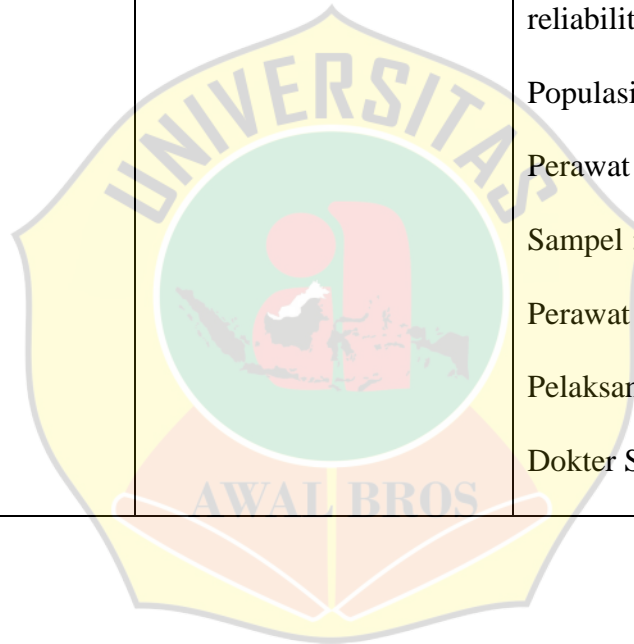 reliabilit
Populasi
Perawat
Sampel
Perawat
Pelaksan
Dokter S
UNIVERSITAS
AWAL BROS